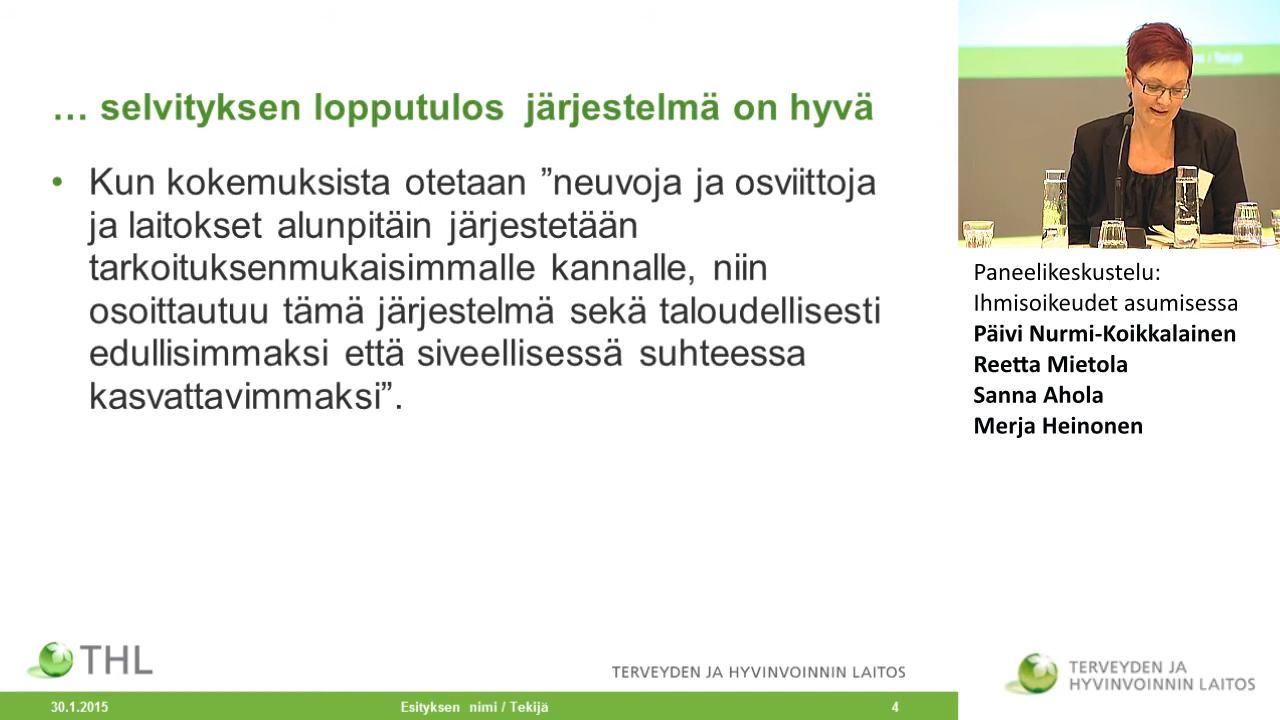 … selvityksen lopputulos järjestelmä on hyvä
• Kun kokemuksista otetaan ”neuvoja ja osviittoja
ja laitokset alunpitäin järjestetään
tarkoituksenmukaisimmalle kannalle, niin
osoittautuu tämä järjestelmä sekä taloudellisesti
edullisimmaksi että siveellisessä suhteessa
kasvattavimmaksi”.
THL
TERVEYDEN JA HYVINVOINNIN LAITOS
30.1.2015
Esityksen nimi / Tekijä
4
Paneelikeskustelu:
Ihmisoikeudet asumisessa
Päivi Nurmi-Koikkalainen
Reetta Mietola
Sanna Ahola
Merja Heinonen
TERVEYDEN JA
HYVINVOINNIN LAITOS